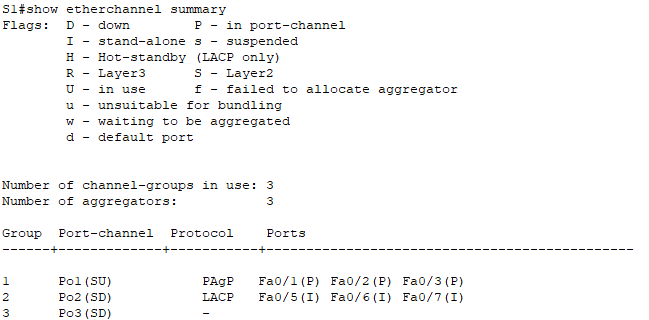 S1#show etherchannel summary
Flags:  D - down        P - in port-channel
        I - stand-alone s - suspended
        H - Hot-standby (LACP only)
        R - Layer3      S - Layer2
        U - in use      f - failed to allocate aggregator
        u - unsuitable for bundling
        w - waiting to be aggregated
        d - default port
Number of channel-groups in use: 3
Number of aggregators:           3
Group  Port-channel  Protocol    Ports
------+-------------+-----------+----------------------------------------------
1      Po1(SU)           PAgP   Fa0/1(P) Fa0/2(P) Fa0/3(P)
2      Po2(SD)           LACP   Fa0/5(I) Fa0/6(I) Fa0/7(I)
3      Po3(SD)           -